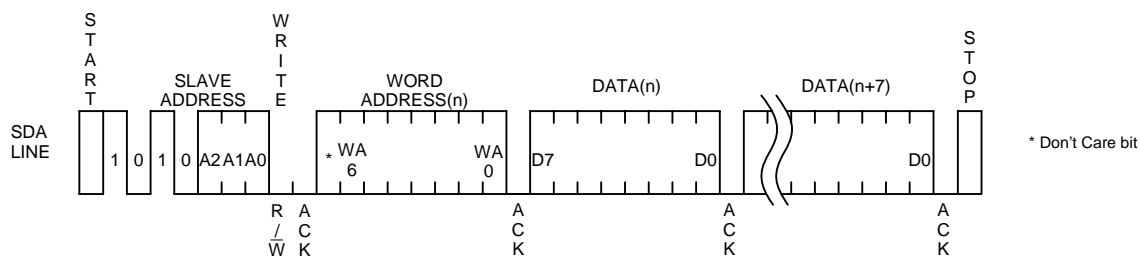 START
WRITE
STOP
SLAVE
ADDRESS
WORD
ADDRESS(n)
DATA(n)
DATA(n+7)
SDA
LINE
1 0 1 0 A2 A1 A0
* WA
6
WA
0
D7
D0
D0
* Don't Care bit
R
/
W
ACK
ACK
ACK
ACK